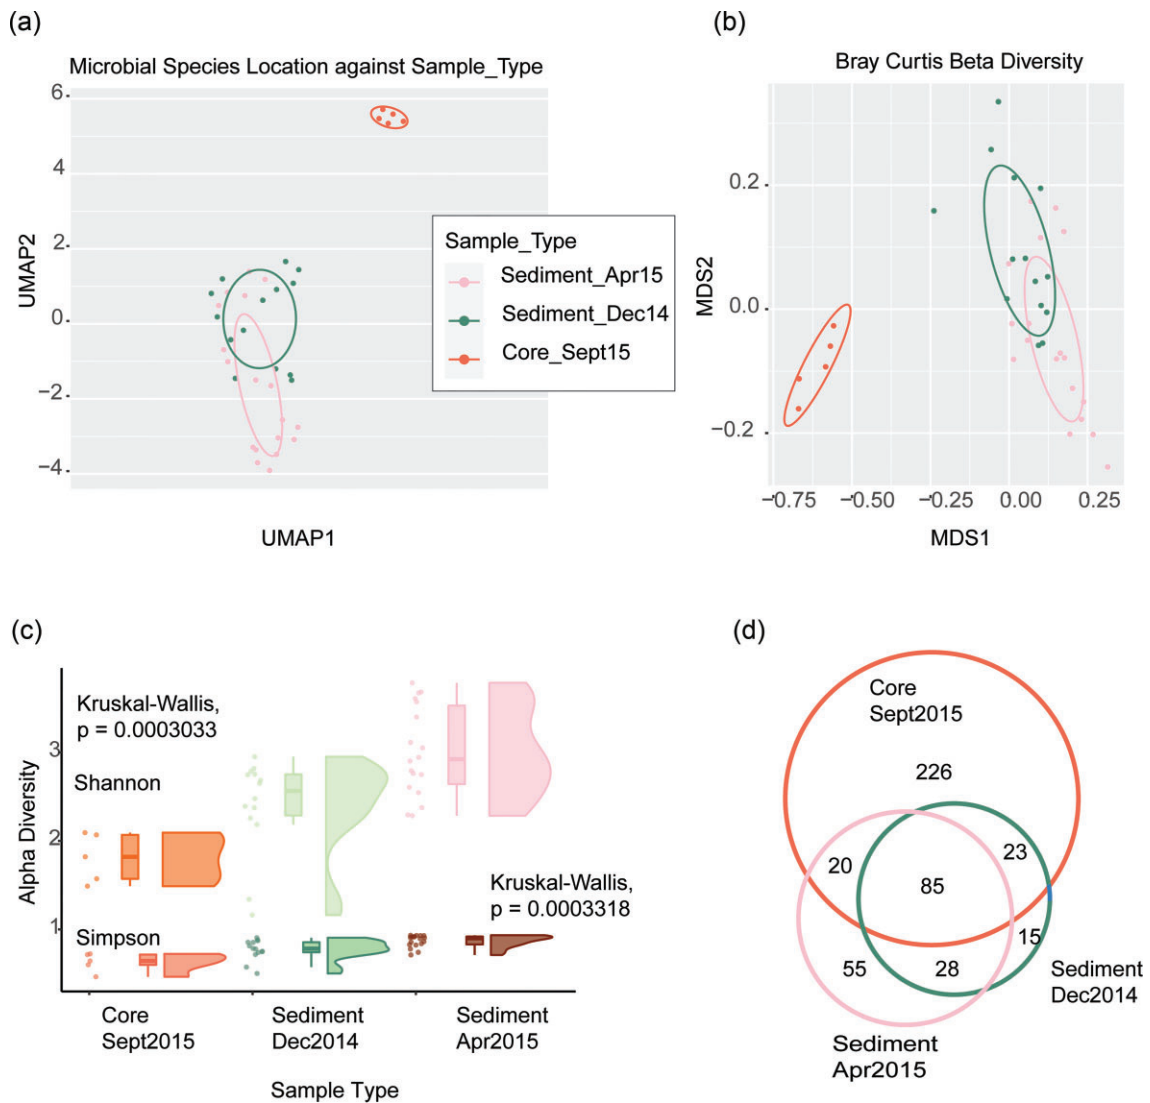 (a)
Microbial Species Location against Sample_Type
6
4
2
0
−2
−4
UMAP2
UMAP1
Sample_Type
Sediment_Apr15
Sediment_Dec14
Core_Sept15
(b)
Bray Curtis Beta Diversity
0.2
0.0
−0.2
MDS2
−0.75 −0.50 −0.25 0.00 0.25
MDS1
(c)
Kruskal-Wallis,
p = 0.0003033
3
Shannon
2
Alpha Diversity
Kruskal-Wallis,
p = 0.0003318
1
Simpson
Core
Sept2015
Sediment
Dec2014
Sediment
Apr2015
Sample Type
(d)
Core
Sept2015
226
20
85
23
15
55
28
Sediment
Dec2014
Sediment
Apr2015